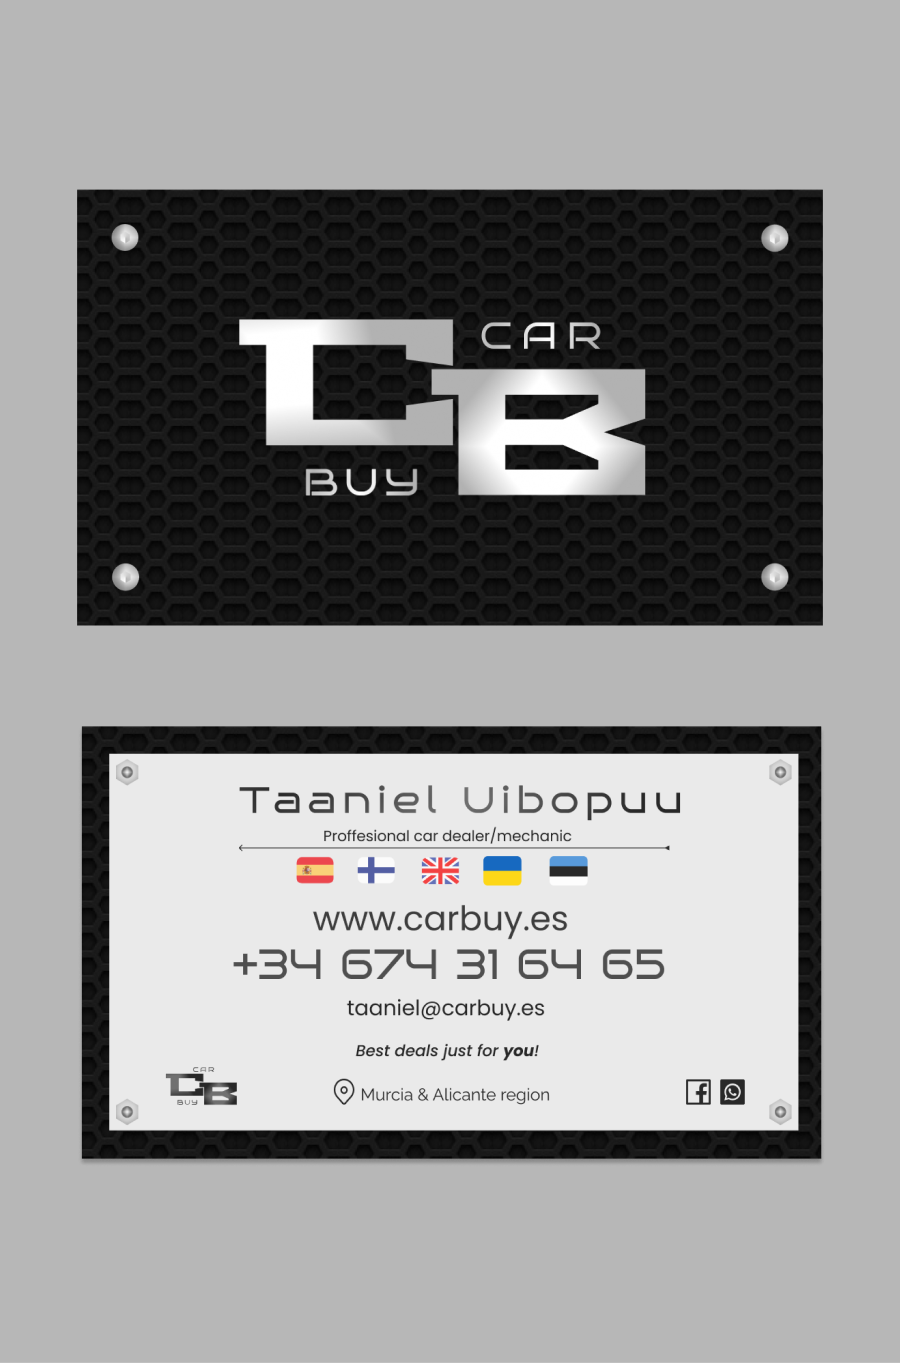 CAR
CB
BUY
Taaniel Uibopuu
Proffesional car dealer/mechanic
www.carbuy.es
+34 674 31 64 65
taaniel@carbuy.es
Best deals just for you!
CAR
CB
BUY
Murcia & Alicante region